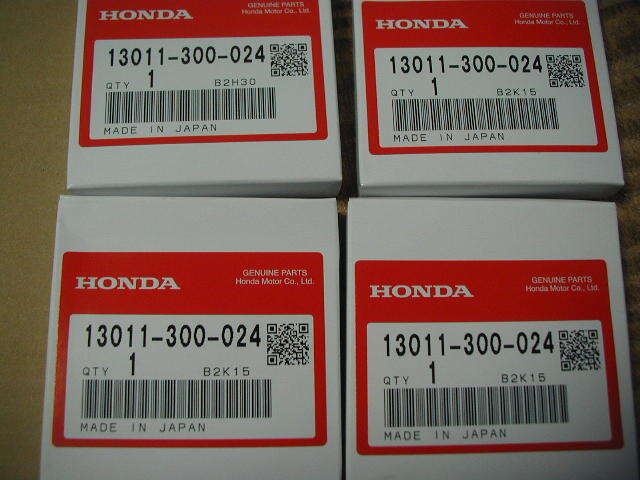 HONDA
GENUINE PARTS
Honda Motor Co., Ltd.
13011-300-024
QTY 1 B2H30
MADE IN JAPAN
HONDA
GENUINE PARTS
Honda Motor Co., Ltd.
13011-300-024
QTY 1 B2K15
MADE IN JAPAN
HONDA
GENUINE PARTS
Honda Motor Co., Ltd.
13011-300-024
QTY 1 B2K15
MADE IN JAPAN
HONDA
GENUINE PARTS
Honda Motor Co., Ltd.
13011-300-024
QTY 1 B2K15
MADE IN JAPAN